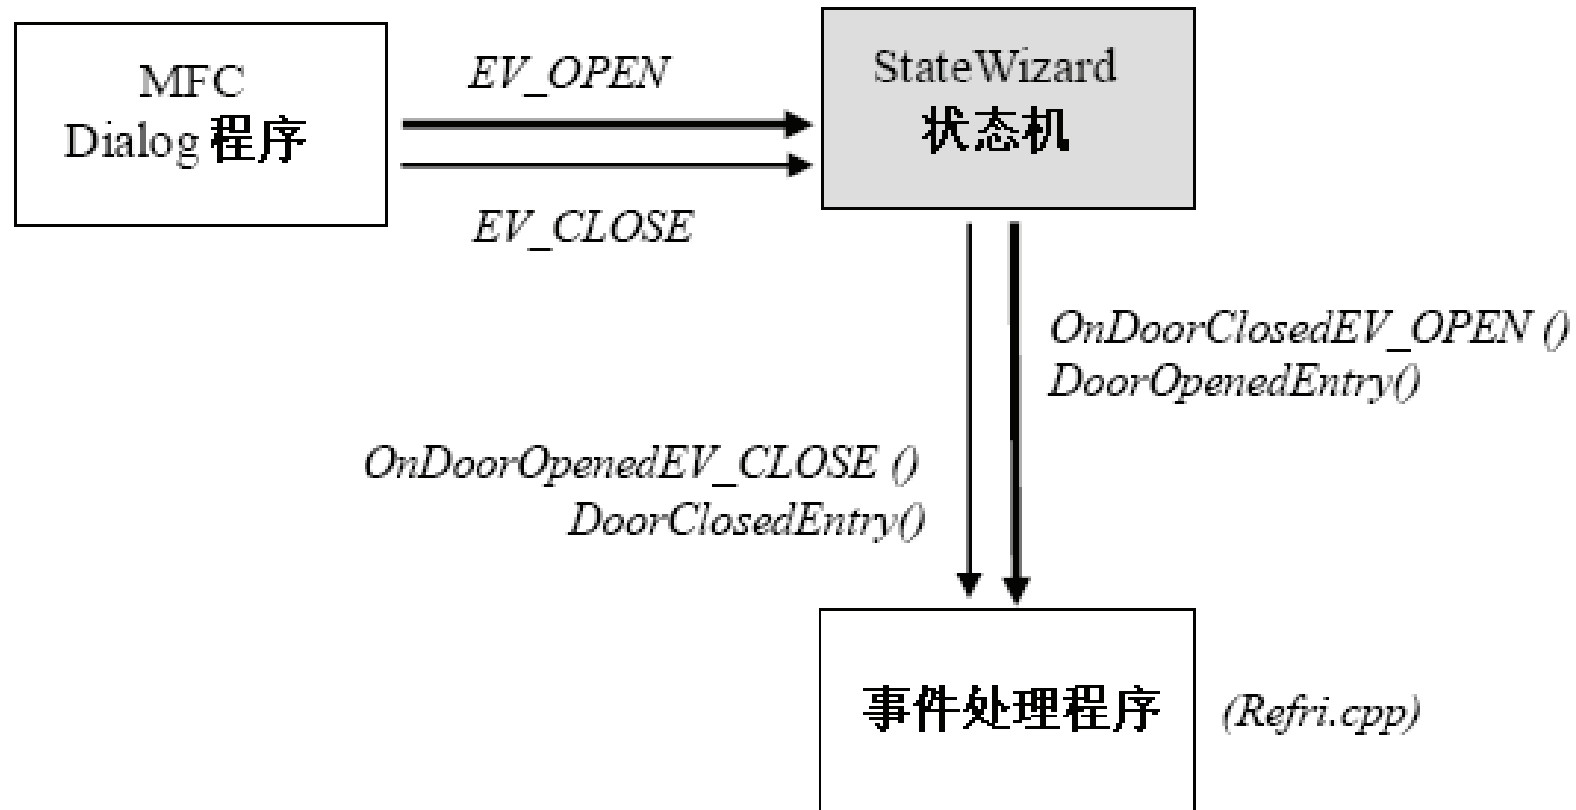 MFC
Dialog 程序
EV_OPEN
EV_CLOSE
StateWizard
状态机
OnDoorClosedEV_OPEN ()
DoorOpenedEntry()
OnDoorOpenedEV_CLOSE ()
DoorClosedEntry()
事件处理程序
(Refri.cpp)